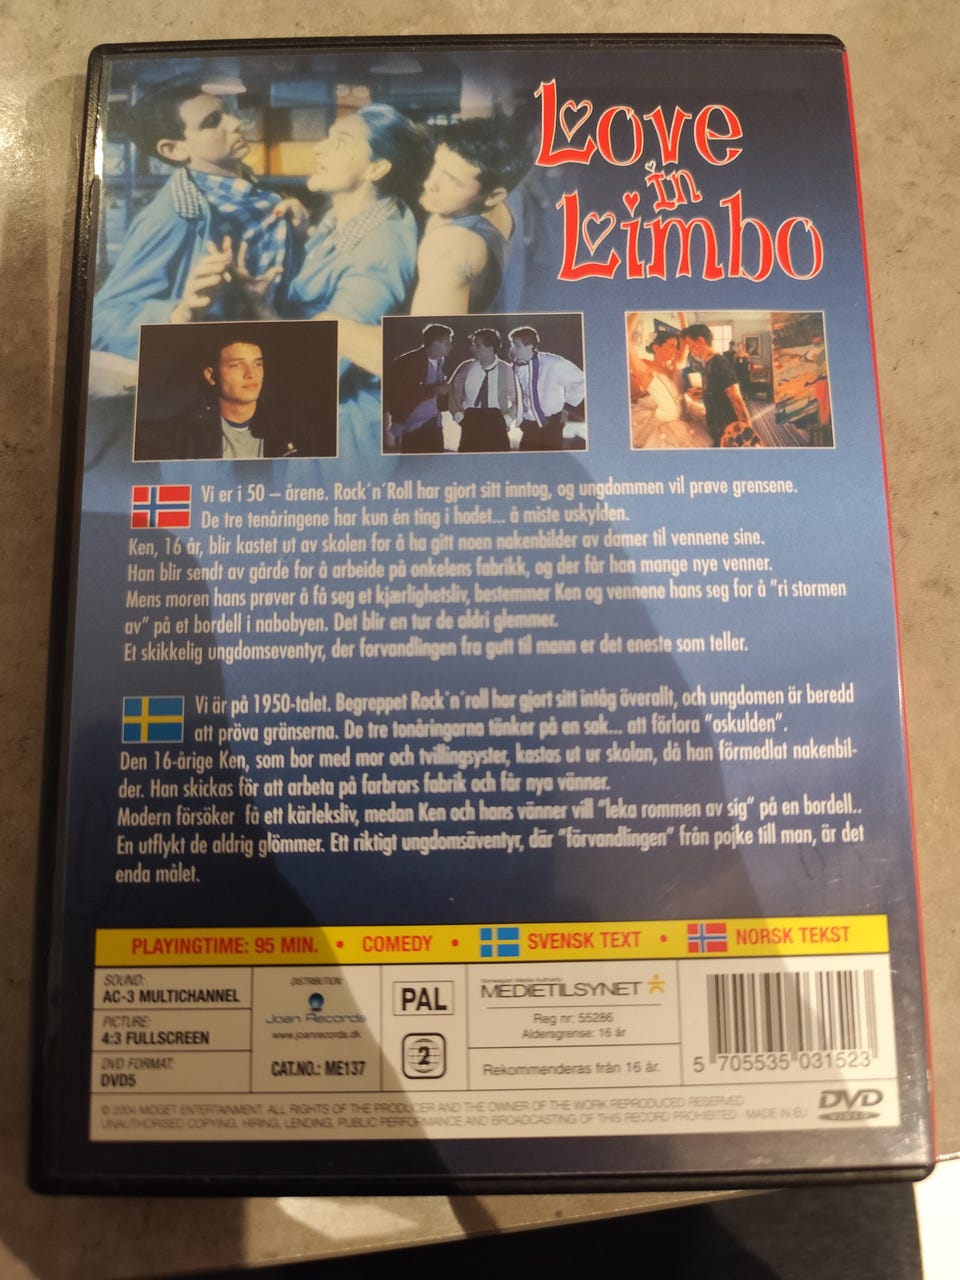 Love
in
Limbo
Vi er i 50 – årene. Rock´n´Roll har gjort sitt inntog, og ungdommen vil prøve grensene.
De tre tenåringene har kun én ting i hodet... å miste uskylden.
Ken, 16 år, blir kastet ut av skolen for å ha gitt noen nakenbilder av damer til vennene sine.
Han blir sendt av gårde for å arbeide på onkelens fabrikk, og der får han mange nye venner.
Mens moren hans prøver å få seg et kjærlighetsliv, bestemmer Ken og vennene hans seg for å "ri stormen
av" på et bordell i nabobyen. Det blir en tur de aldri glemmer.
Et skikkelig ungdomseventyr, der forvandlingen fra gutt til mann er det eneste som teller.
Vi är på 1950-talet. Begreppet Rock´n´roll har gjort sitt intåg överallt, och ungdomen är beredd
att pröva gränserna. De tre tonåringarna tänker på en sak... att förlora "oskulden".
Den 16-årige Ken, som bor med mor och tvillingsyster, kastas ut ur skolan, då han förmedlat nakenbil-
der. Han skickas för att arbeta på farbrors fabrik och får nya vänner.
Modern försöker få ett kärleksliv, medan Ken och hans vänner vill "leka rommen av sig" på en bordell..
En utflykt de aldrig glömmer. Ett riktigt ungdomsäventyr, där "förvandlingen" från pojke till man, är det
enda målet.
PLAYINGTIME: 95 MIN. • COMEDY • SVENSK TEXT • NORSK TEKST
SOUND:
AC-3 MULTICHANNEL
PICTURE:
4:3 FULLSCREEN
DVD FORMAT:
DVD5
DISTRIBUTION:
Joan Records
www.joanrecords.dk
CAT.NO.: ME137
PAL
2
Norwegian Media Authority
MEDIETILSYNET
Reg nr: 55286
Aldersgrense: 16 år
Rekommenderas från 16 år.
5 705535 031523
© 2004 MIDGET ENTERTAINMENT. ALL RIGHTS OF THE PRODUCER AND THE OWNER OF THE WORK REPRODUCED RESERVED
UNAUTHORISED COPYING, HIRING, LENDING, PUBLIC PERFORMANCE AND BROADCASTING OF THIS RECORD PROHIBITED - MADE IN EU
DVD
VIDEO